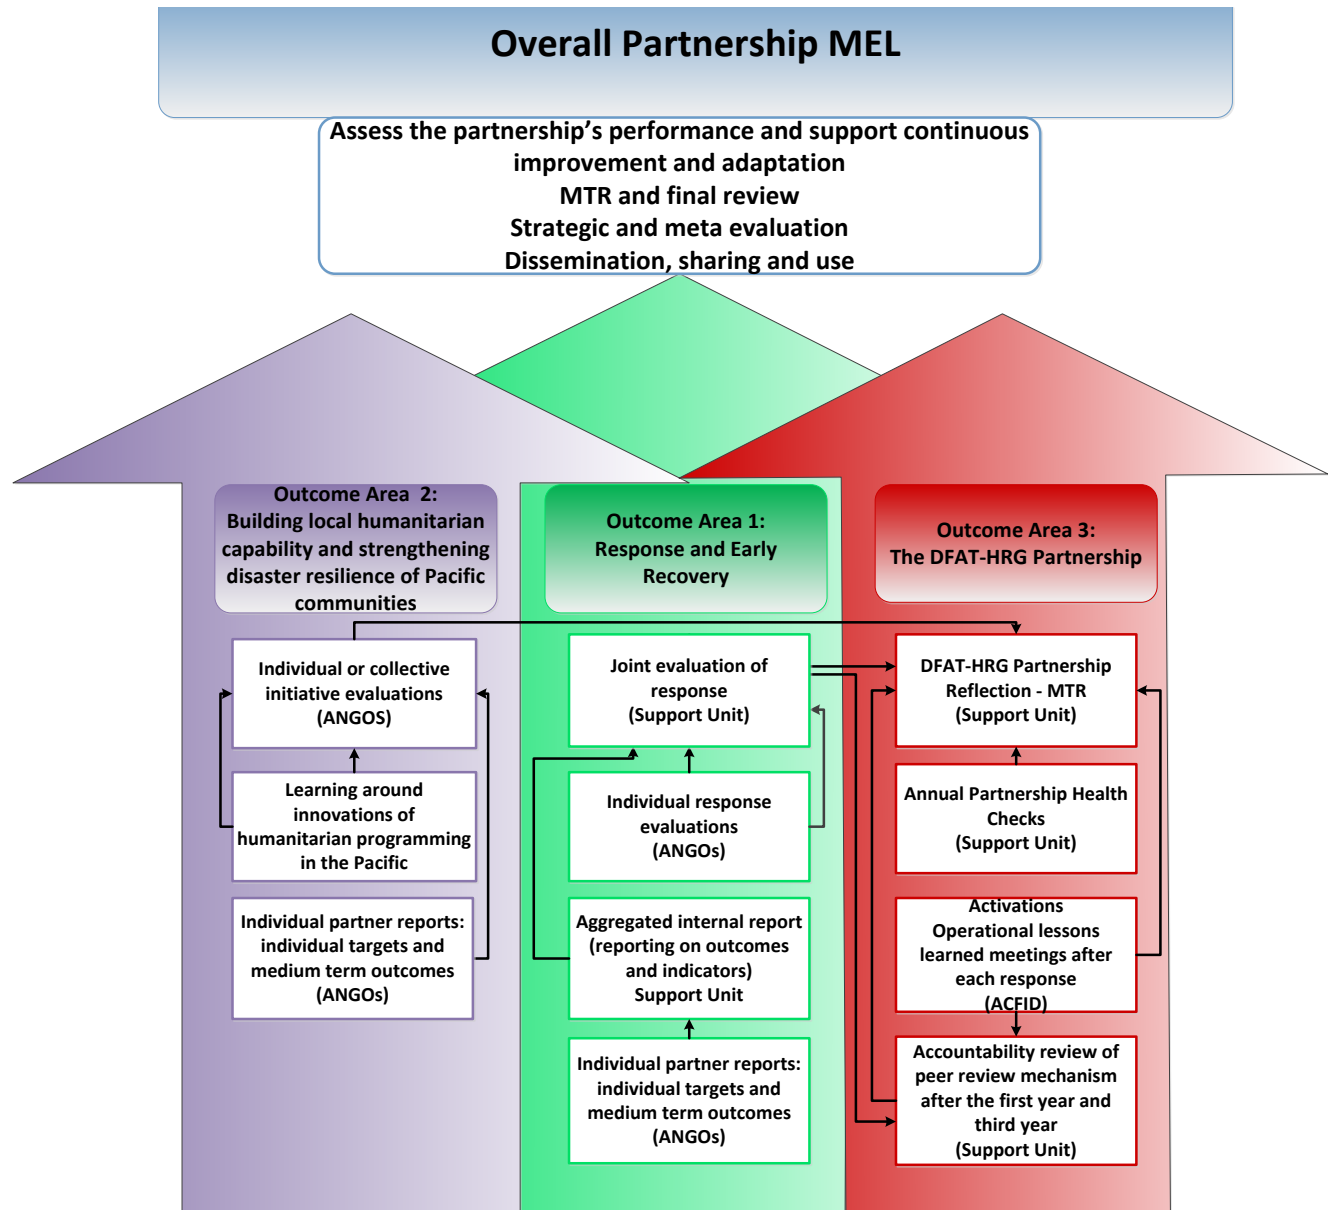 Overall Partnership MEL
Assess the partnership's performance and support continuous
improvement and adaptation
MTR and final review
Strategic and meta evaluation
Dissemination, sharing and use
Outcome Area  2:
Building local humanitarian
capability and strengthening
disaster resilience of Pacific
communities
Individual or collective
initiative evaluations
(ANGOS)
Learning around
innovations of
humanitarian programming
in the Pacific
Individual partner reports:
individual targets and
medium term outcomes
(ANGOs)
Outcome Area 1:
Response and Early
Recovery
Joint evaluation of
response
(Support Unit)
Individual response
evaluations
(ANGOs)
Aggregated internal report
(reporting on outcomes
and indicators)
Support Unit
Individual partner reports:
individual targets and
medium term outcomes
(ANGOs)
Outcome Area 3:
The DFAT-HRG Partnership
DFAT-HRG Partnership
Reflection - MTR
(Support Unit)
Annual Partnership Health
Checks
(Support Unit)
Activations
Operational lessons
learned meetings after
each response
(ACFID)
Accountability review of
peer review mechanism
after the first year and
third year
(Support Unit)